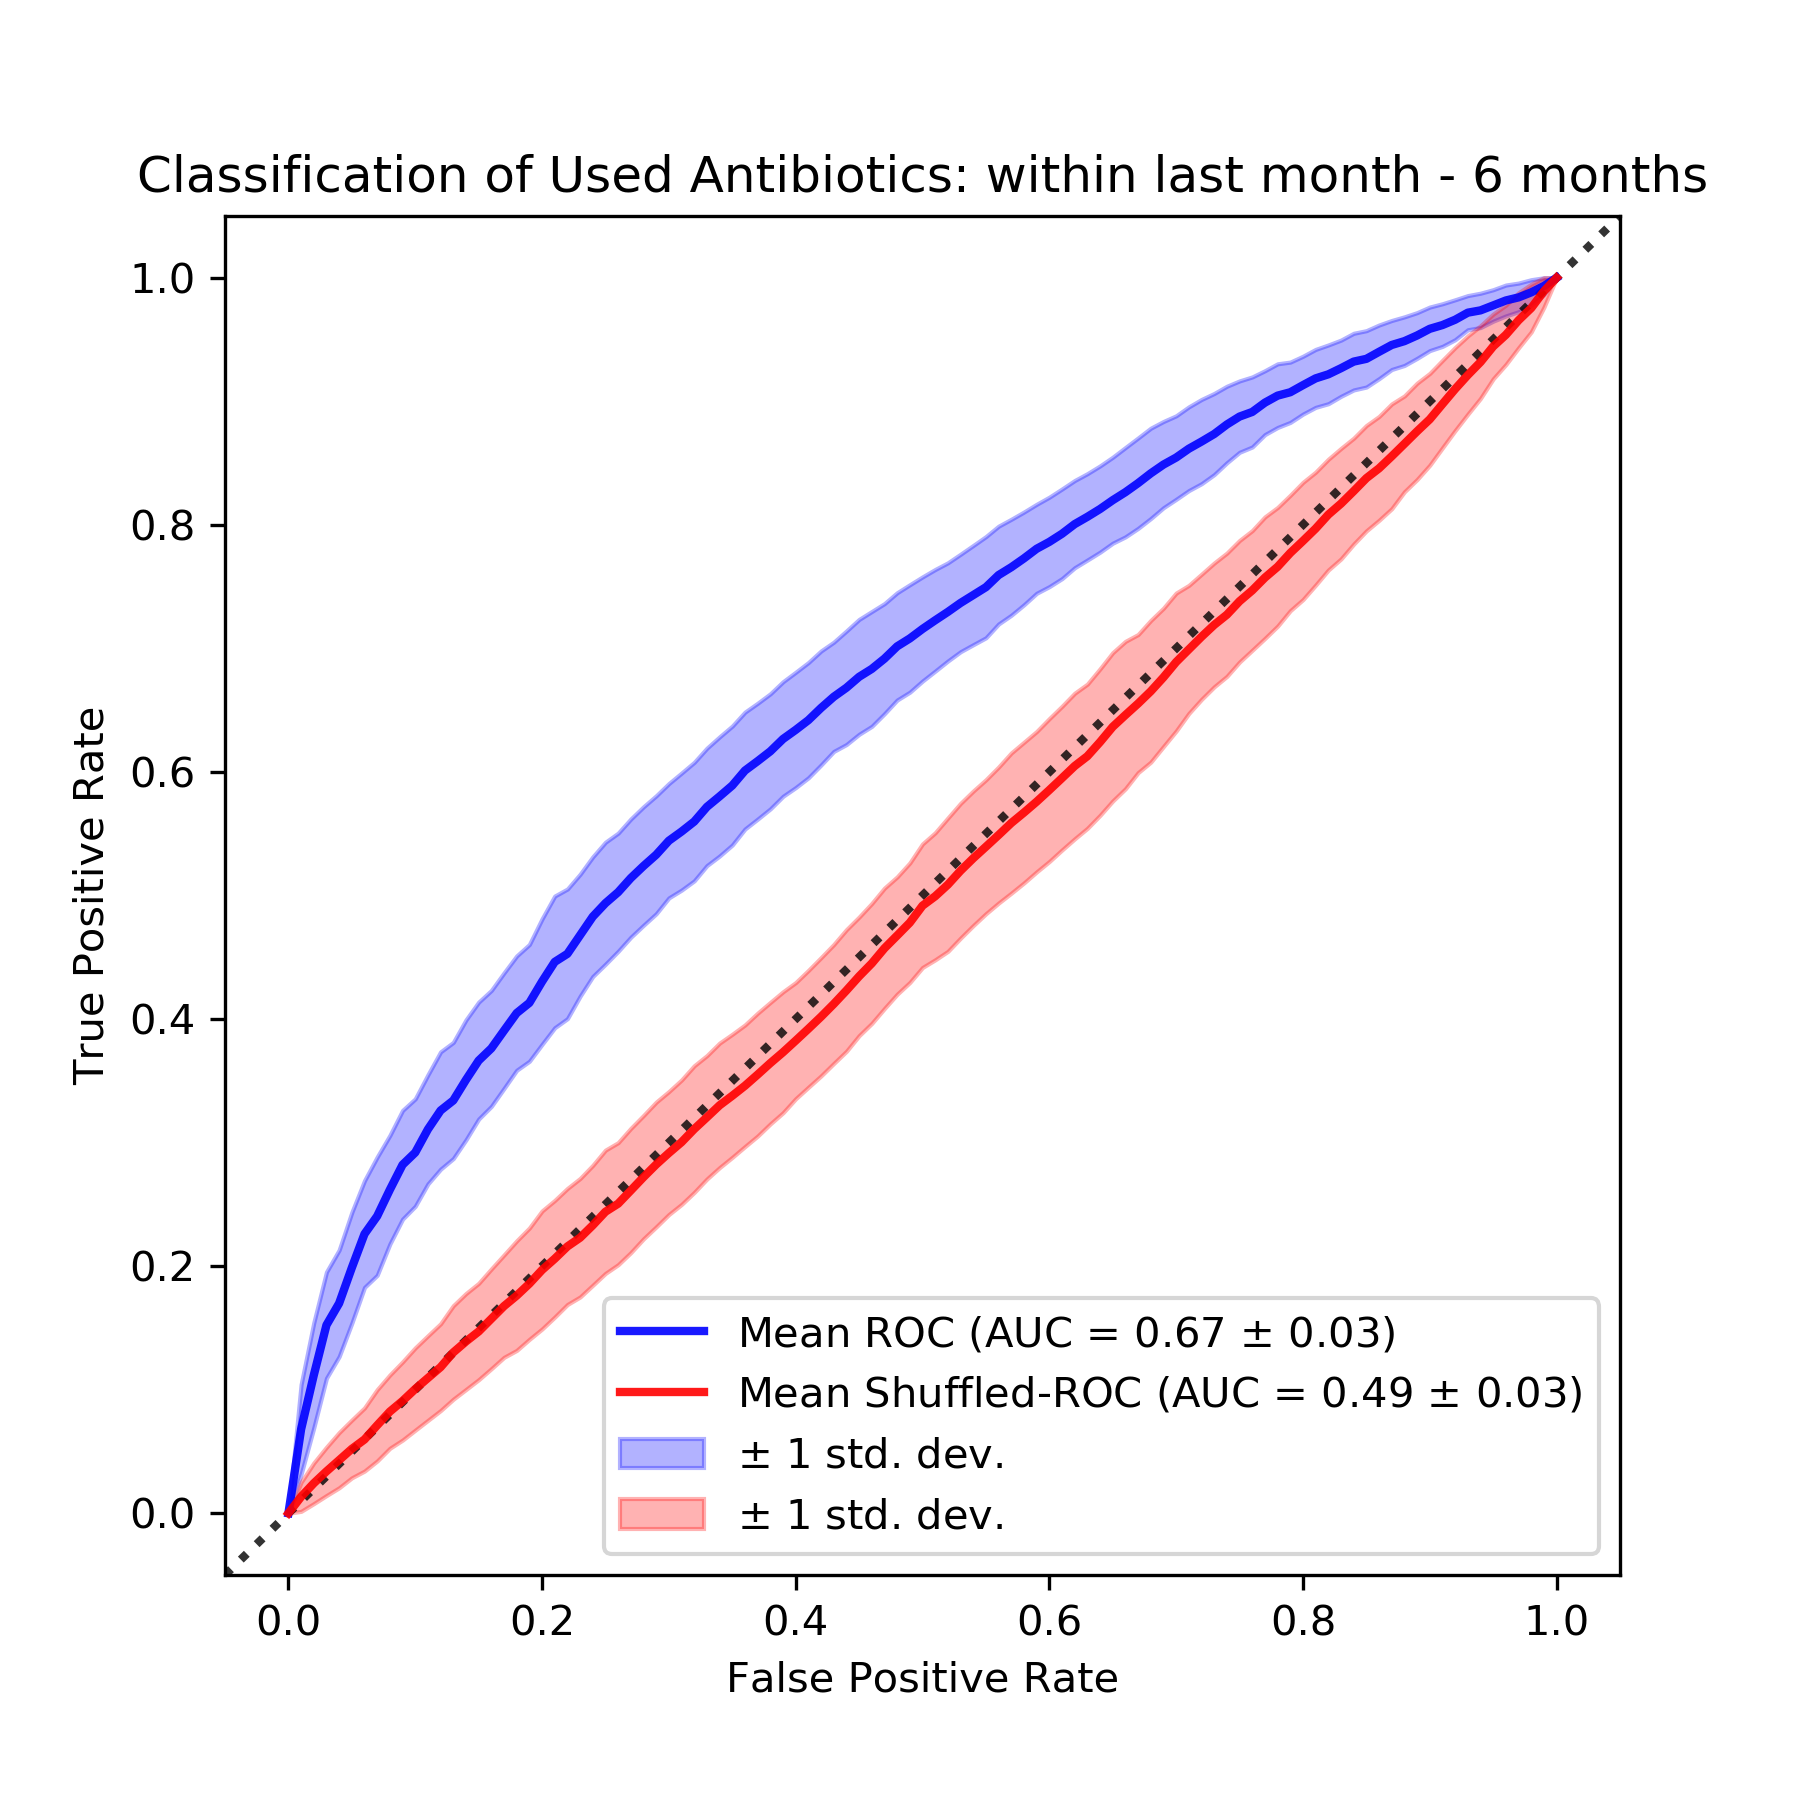 Classification of Used Antibiotics: within last month - 6 months
1.0
0.8
0.6
0.4
0.2
0.0
True Positive Rate
Mean ROC (AUC = 0.67 ± 0.03)
Mean Shuffled-ROC (AUC = 0.49 ± 0.03)
± 1 std. dev.
± 1 std. dev.
0.0 0.2 0.4 0.6 0.8 1.0
False Positive Rate